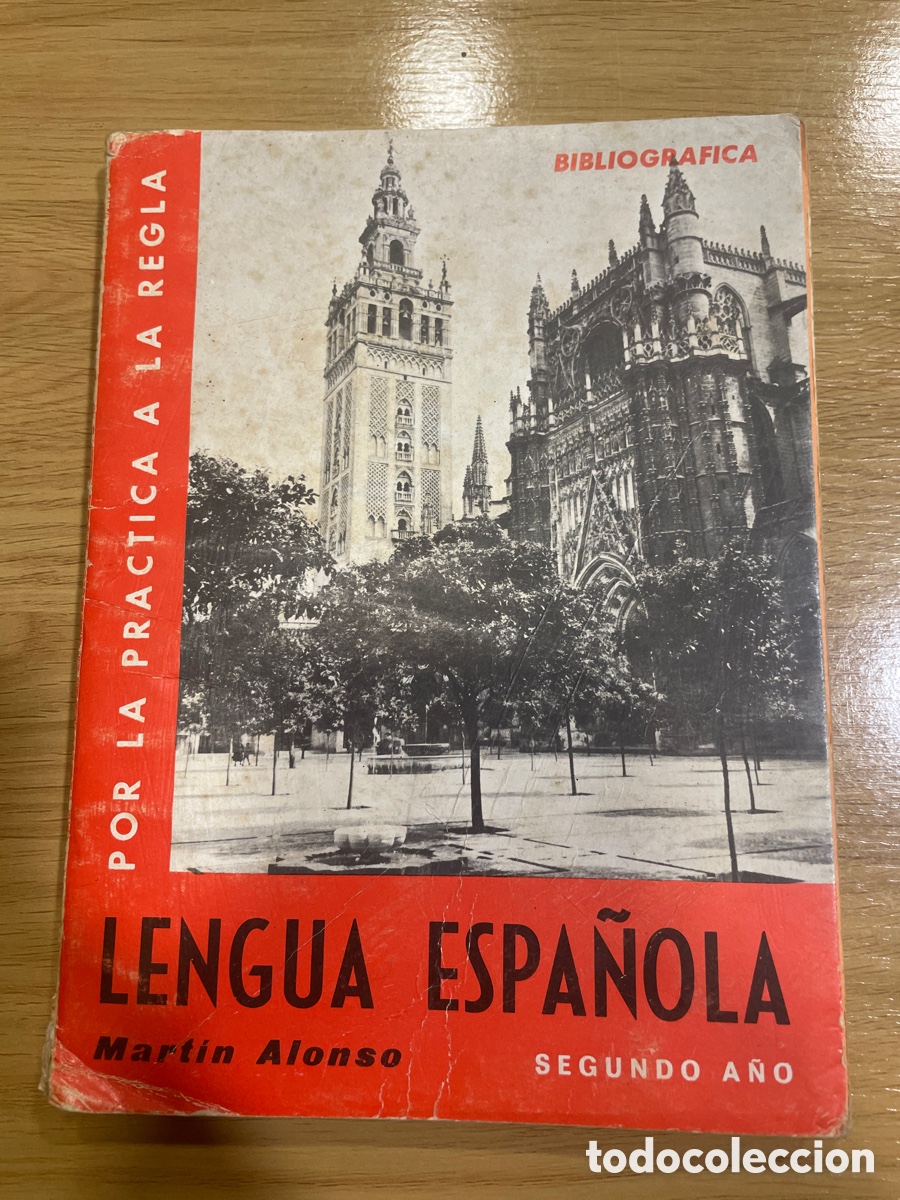 BIBLIOGRAFICA
POR LA PRACTICA A LA REGLA
LENGUA ESPAÑOLA
Martín Alonso
SEGUNDO AÑO
todocoleccion